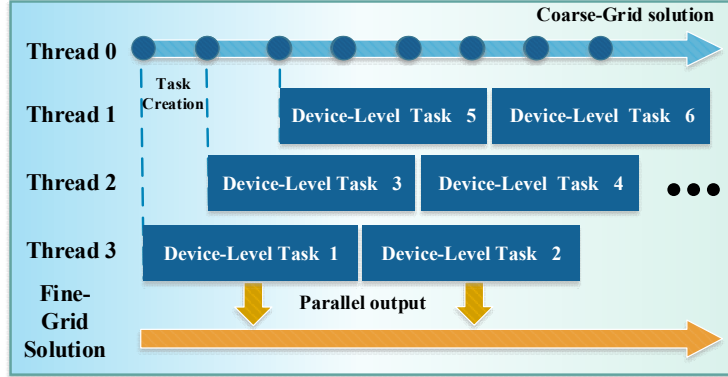 Coarse-Grid solution
Thread 0
Task
Creation
Thread 1
Device-Level Task 5
Device-Level Task 6
Thread 2
Device-Level Task 3
Device-Level Task 4
Thread 3
Device-Level Task 1
Device-Level Task 2
Fine-
Grid
Solution
Parallel output